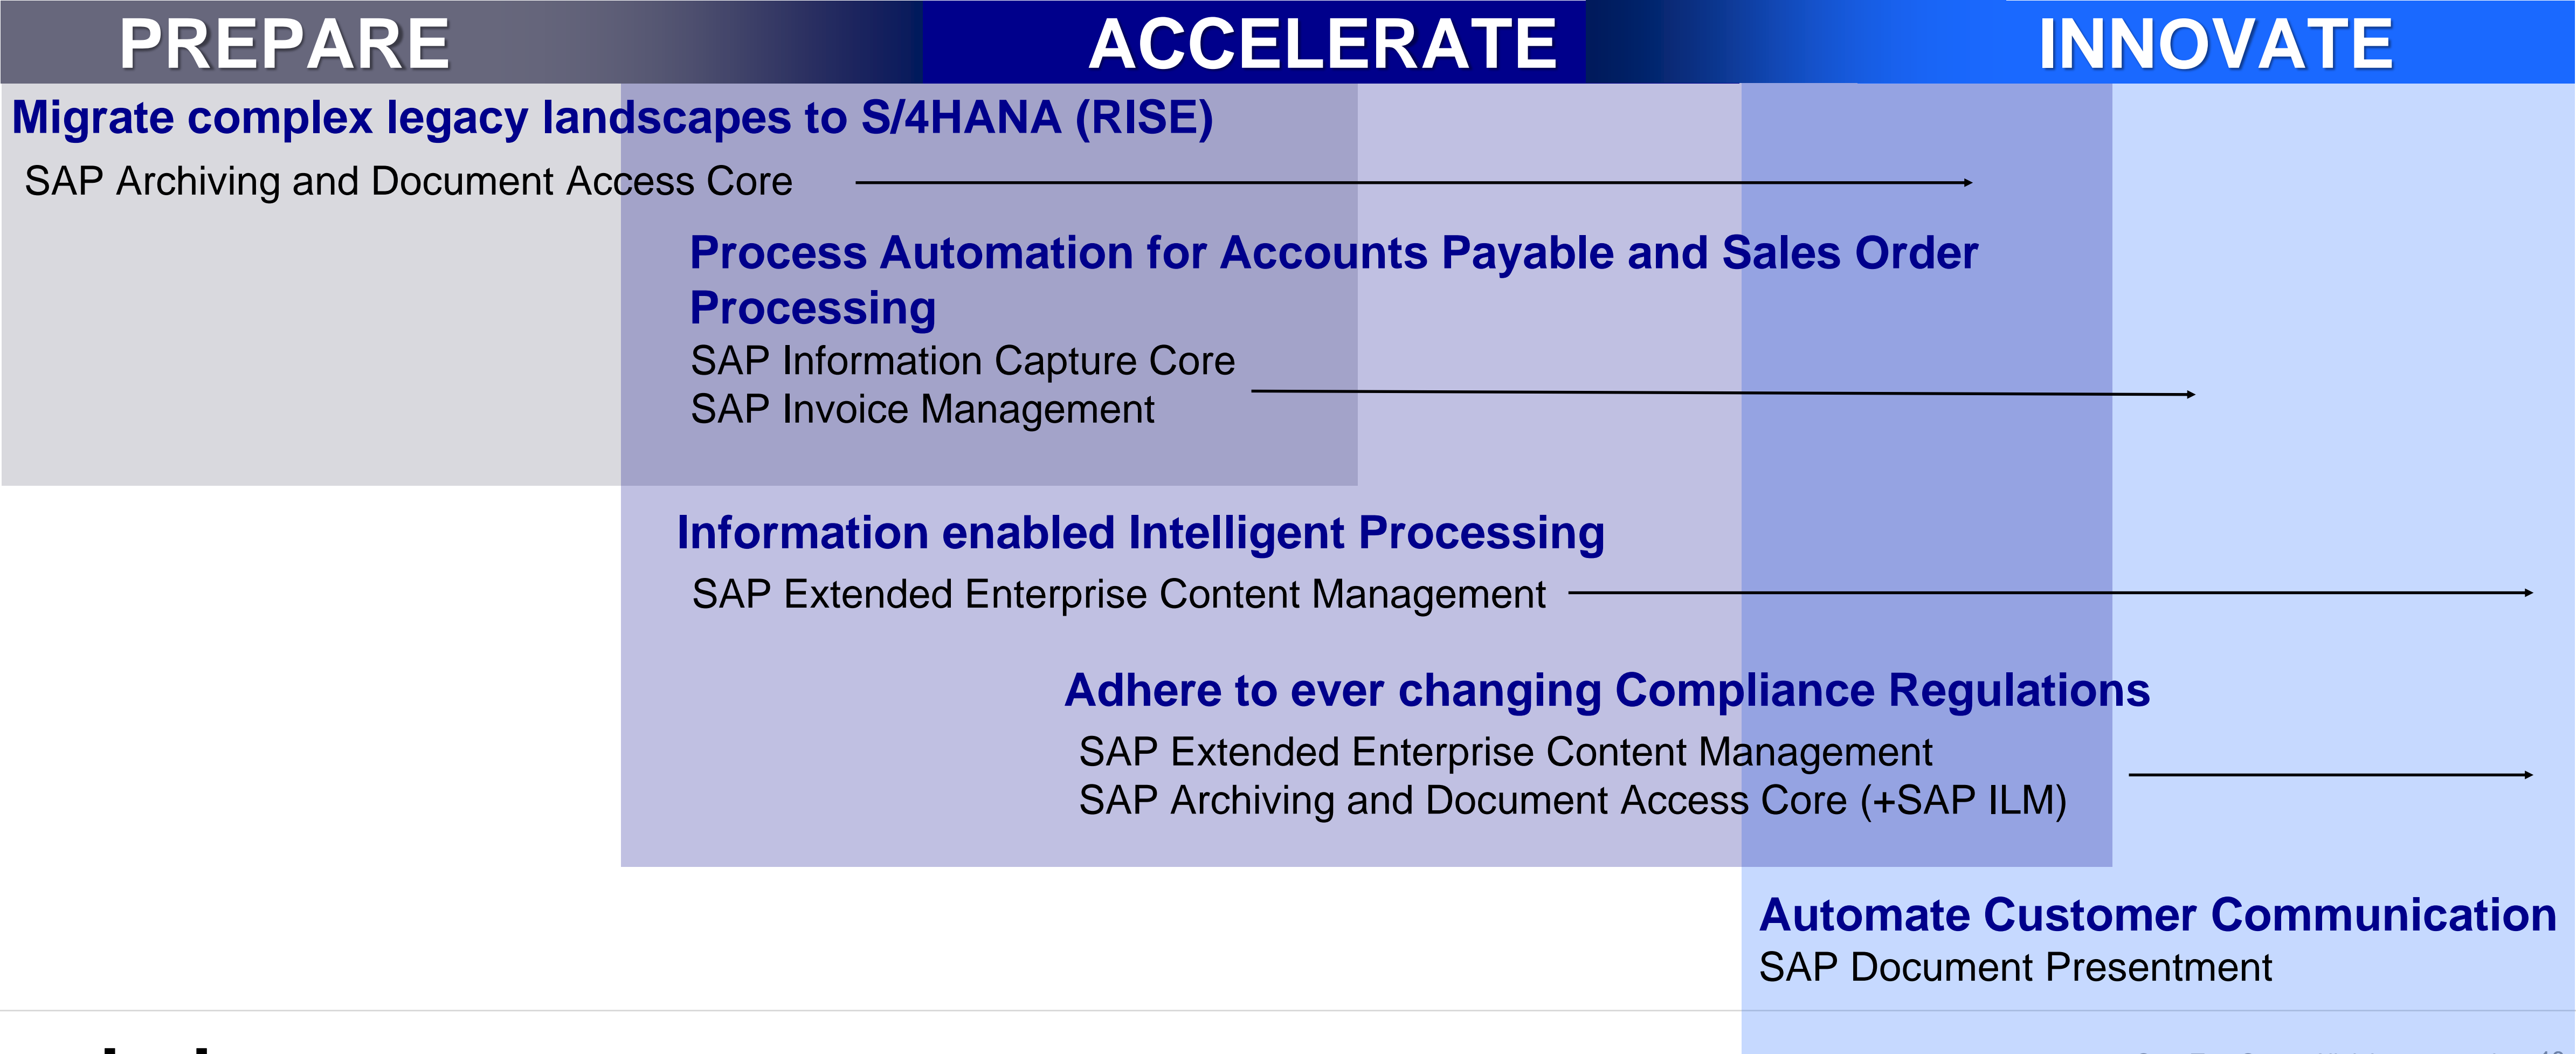 PREPARE
ACCELERATE
INNOVATE
Migrate complex legacy landscapes to S/4HANA (RISE)
SAP Archiving and Document Access Core
Process Automation for Accounts Payable and Sales Order
Processing
SAP Information Capture Core
SAP Invoice Management
Information enabled Intelligent Processing
SAP Extended Enterprise Content Management
Adhere to ever changing Compliance Regulations
SAP Extended Enterprise Content Management
SAP Archiving and Document Access Core (+SAP ILM)
Automate Customer Communication
SAP Document Presentment